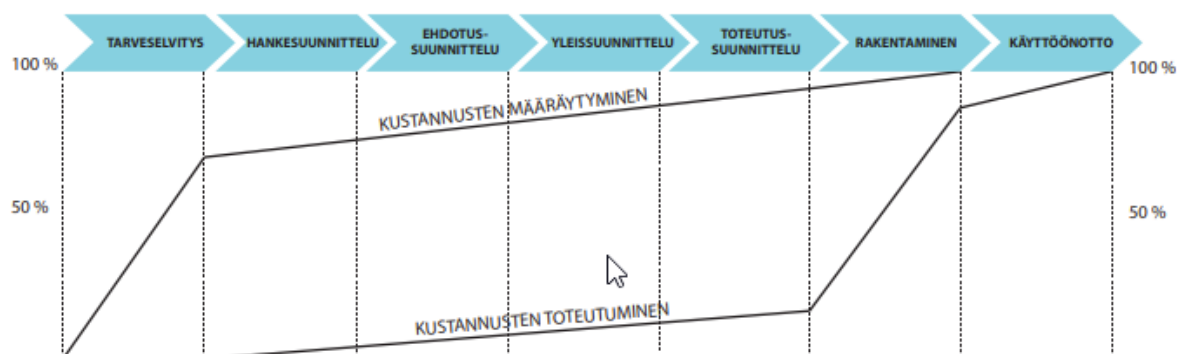 TARVESELVITYS
HANKESUUNNITTELU
EHDOTUS-
SUUNNITTELU
YLEISSUUNNITTELU
TOTEUTUS-
SUUNNITTELU
RAKENTAMINEN
KÄYTTÖÖNOTTO
100 %
100 %
KUSTANNUSTEN MÄÄRÄYTYMINEN
50 %
50 %
KUSTANNUSTEN TOTEUTUMINEN